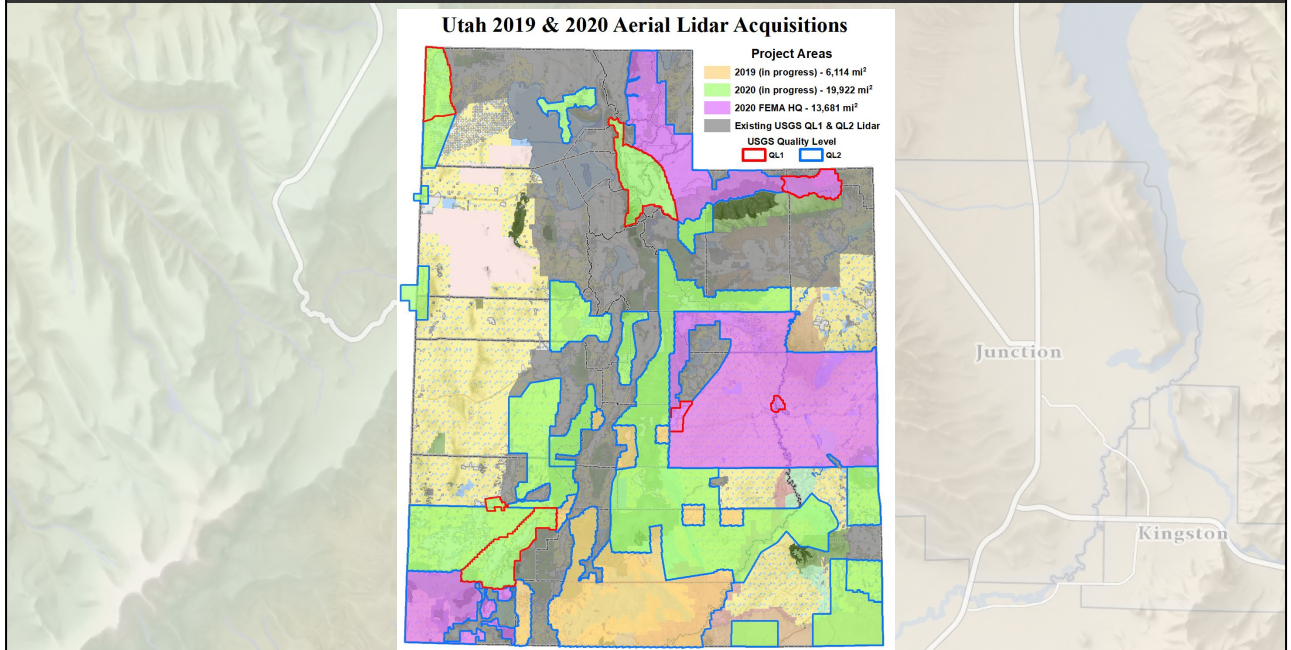 Utah 2019 & 2020 Aerial Lidar Acquisitions
Project Areas
2019 (in progress) - 6,114 mi²
2020 (in progress) - 19,922 mi²
2020 FEMA HQ - 13,681 mi²
Existing USGS QL1 & QL2 Lidar
USGS Quality Level
QL1 QL2
Junction
Kingston